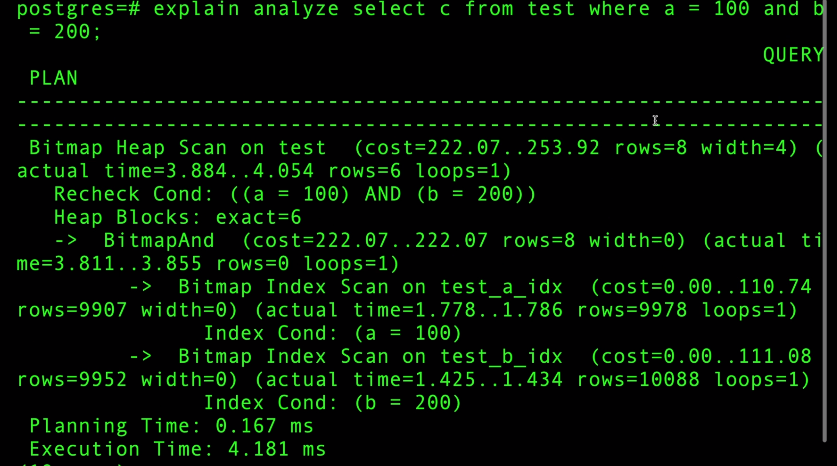 postgres=# explain analyze select c from test where a = 100 and b
 = 200;
QUERY
 PLAN
-----------------------------------------------------------------
-----------------------------------------------------------------
 Bitmap Heap Scan on test  (cost=222.07..253.92 rows=8 width=4) (
actual time=3.884..4.054 rows=6 loops=1)
   Recheck Cond: ((a = 100) AND (b = 200))
   Heap Blocks: exact=6
   ->  BitmapAnd  (cost=222.07..222.07 rows=8 width=0) (actual ti
me=3.811..3.855 rows=0 loops=1)
         ->  Bitmap Index Scan on test_a_idx  (cost=0.00..110.74
rows=9907 width=0) (actual time=1.778..1.786 rows=9978 loops=1)
               Index Cond: (a = 100)
         ->  Bitmap Index Scan on test_b_idx  (cost=0.00..111.08
rows=9952 width=0) (actual time=1.425..1.434 rows=10088 loops=1)
               Index Cond: (b = 200)
 Planning Time: 0.167 ms
 Execution Time: 4.181 ms